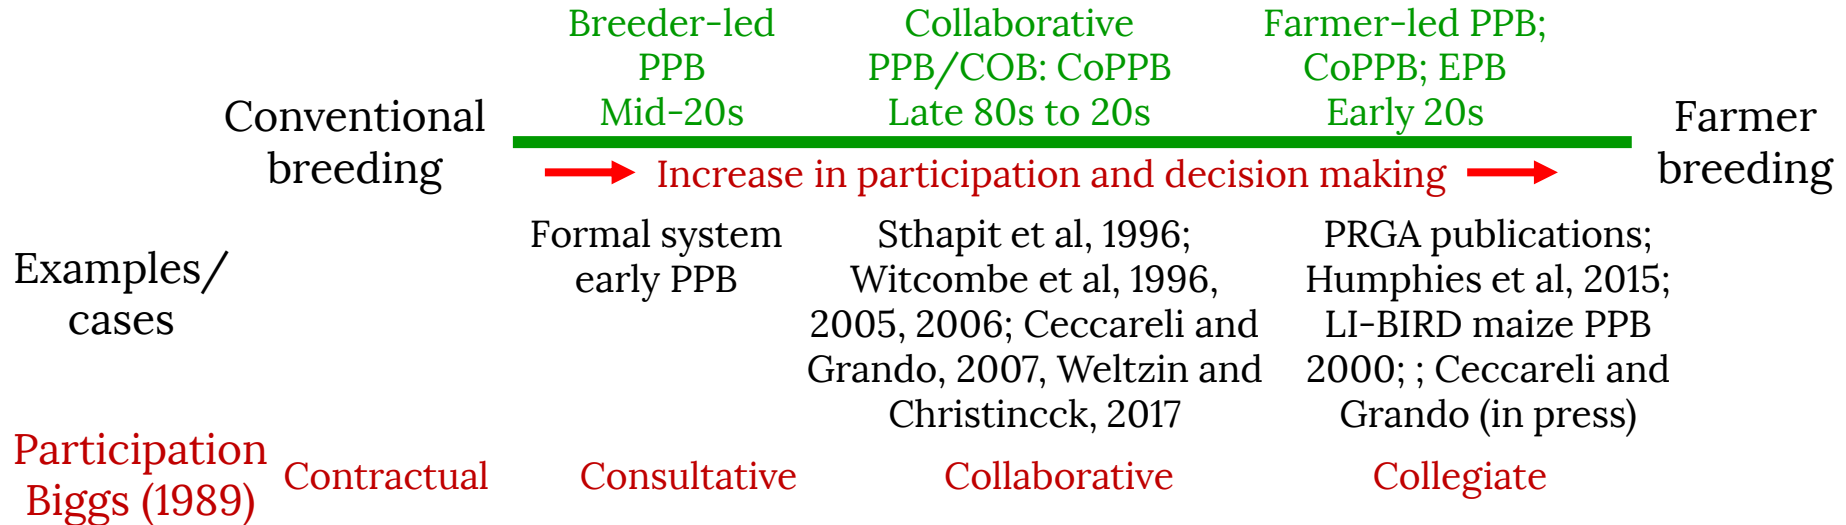 Breeder-led
PPB
Mid-20s
Collaborative
PPB/COB: CoPPB
Late 80s to 20s
Farmer-led PPB;
CoPPB; EPB
Early 20s
Conventional
breeding
Farmer
breeding
Increase in participation and decision making
Examples/
cases
Formal system
early PPB
Sthapit et al, 1996;
Witcombe et al, 1996,
2005, 2006; Ceccareli and
Grando, 2007, Weltzin and
Christincck, 2017
PRGA publications;
Humphies et al, 2015;
LI-BIRD maize PPB
2000; ; Ceccareli and
Grando (in press)
Participation
Biggs (1989)
Contractual
Consultative
Collaborative
Collegiate